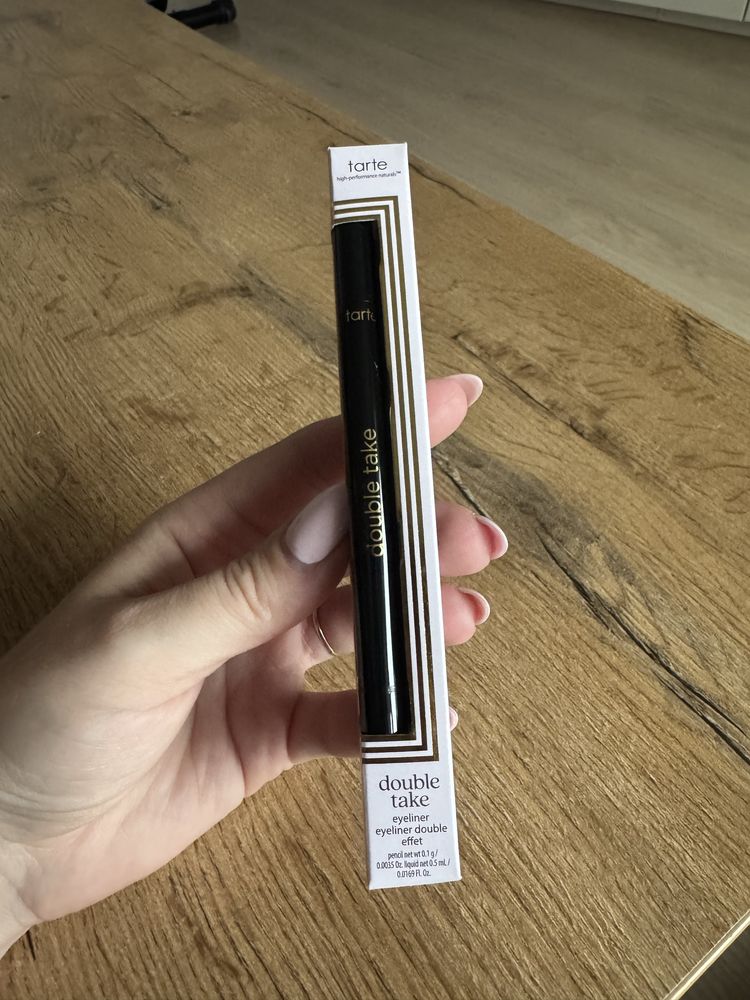 tarte
high-performance naturals™
tarte
double take
double
take
eyeliner
eyeliner double
effet
pencil net wt 0.1 g /
0.0035 Oz. liquid net 0.5 mL /
0.0169 Fl. Oz.